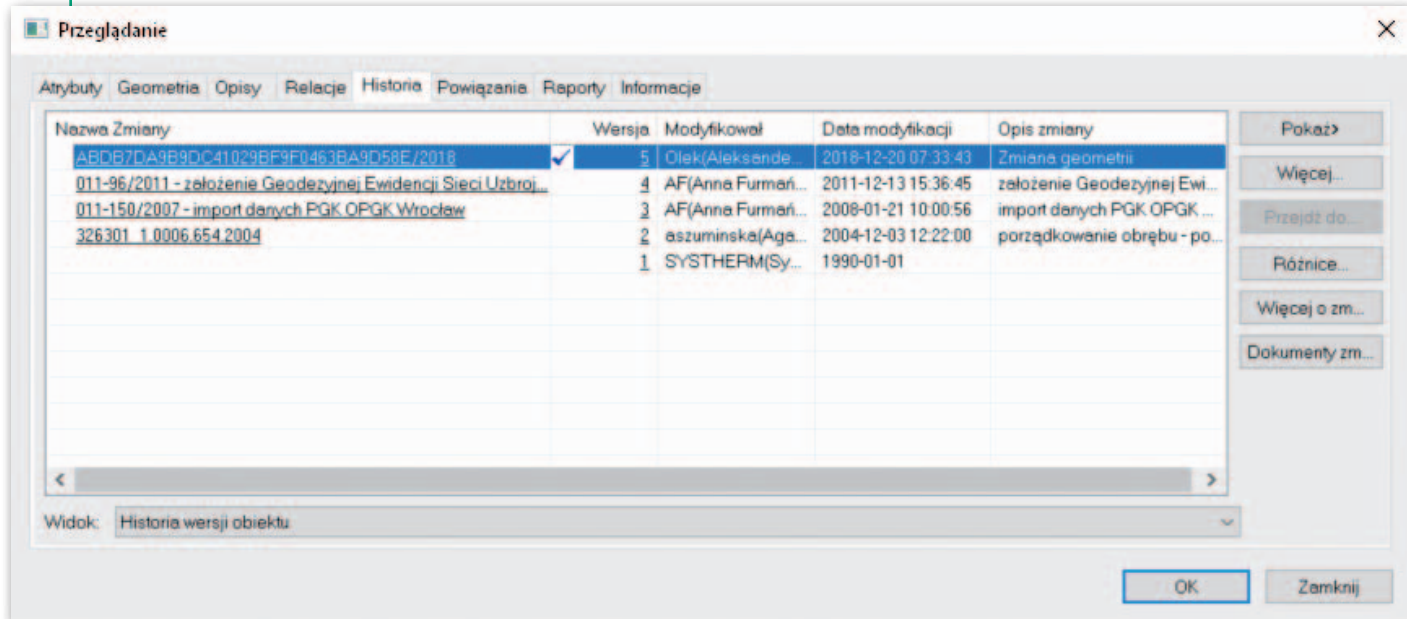 Przeglądanie
Atrybuty Geometria Opisy Relacje Historia Powiązania Raporty Informacje
Nazwa Zmiany Wersja Modyfikował Data modyfikacji Opis zmiany Pokaż>
ABDB7DA9B9DC41029BF9F0463BA9D58E/2018 5 Olek(Aleksande... 2018-12-20 07:33:43 Zmiana geometrii
Więcej...
011-96/2011 - założenie Geodezyjnej Ewidencji Sieci Uzbroj... 4 AF(Anna Furmań... 2011-12-13 15:36:45 założenie Geodezyjnej Ewi...
011-150/2007 - import danych PGK OPGK Wrocław 3 AF(Anna Furmań... 2008-01-21 10:00:56 import danych PGK OPGK ...
Przejdź do...
326301_1.0006.654.2004 2 aszuminska(Aga... 2004-12-03 12:22:00 porządkowanie obrębu - po...
1 SYSTHERM(Sy... 1990-01-01
Różnice...
Więcej o zm...
Dokumenty zm...
Widok: Historia wersji obiektu
OK Zamknij